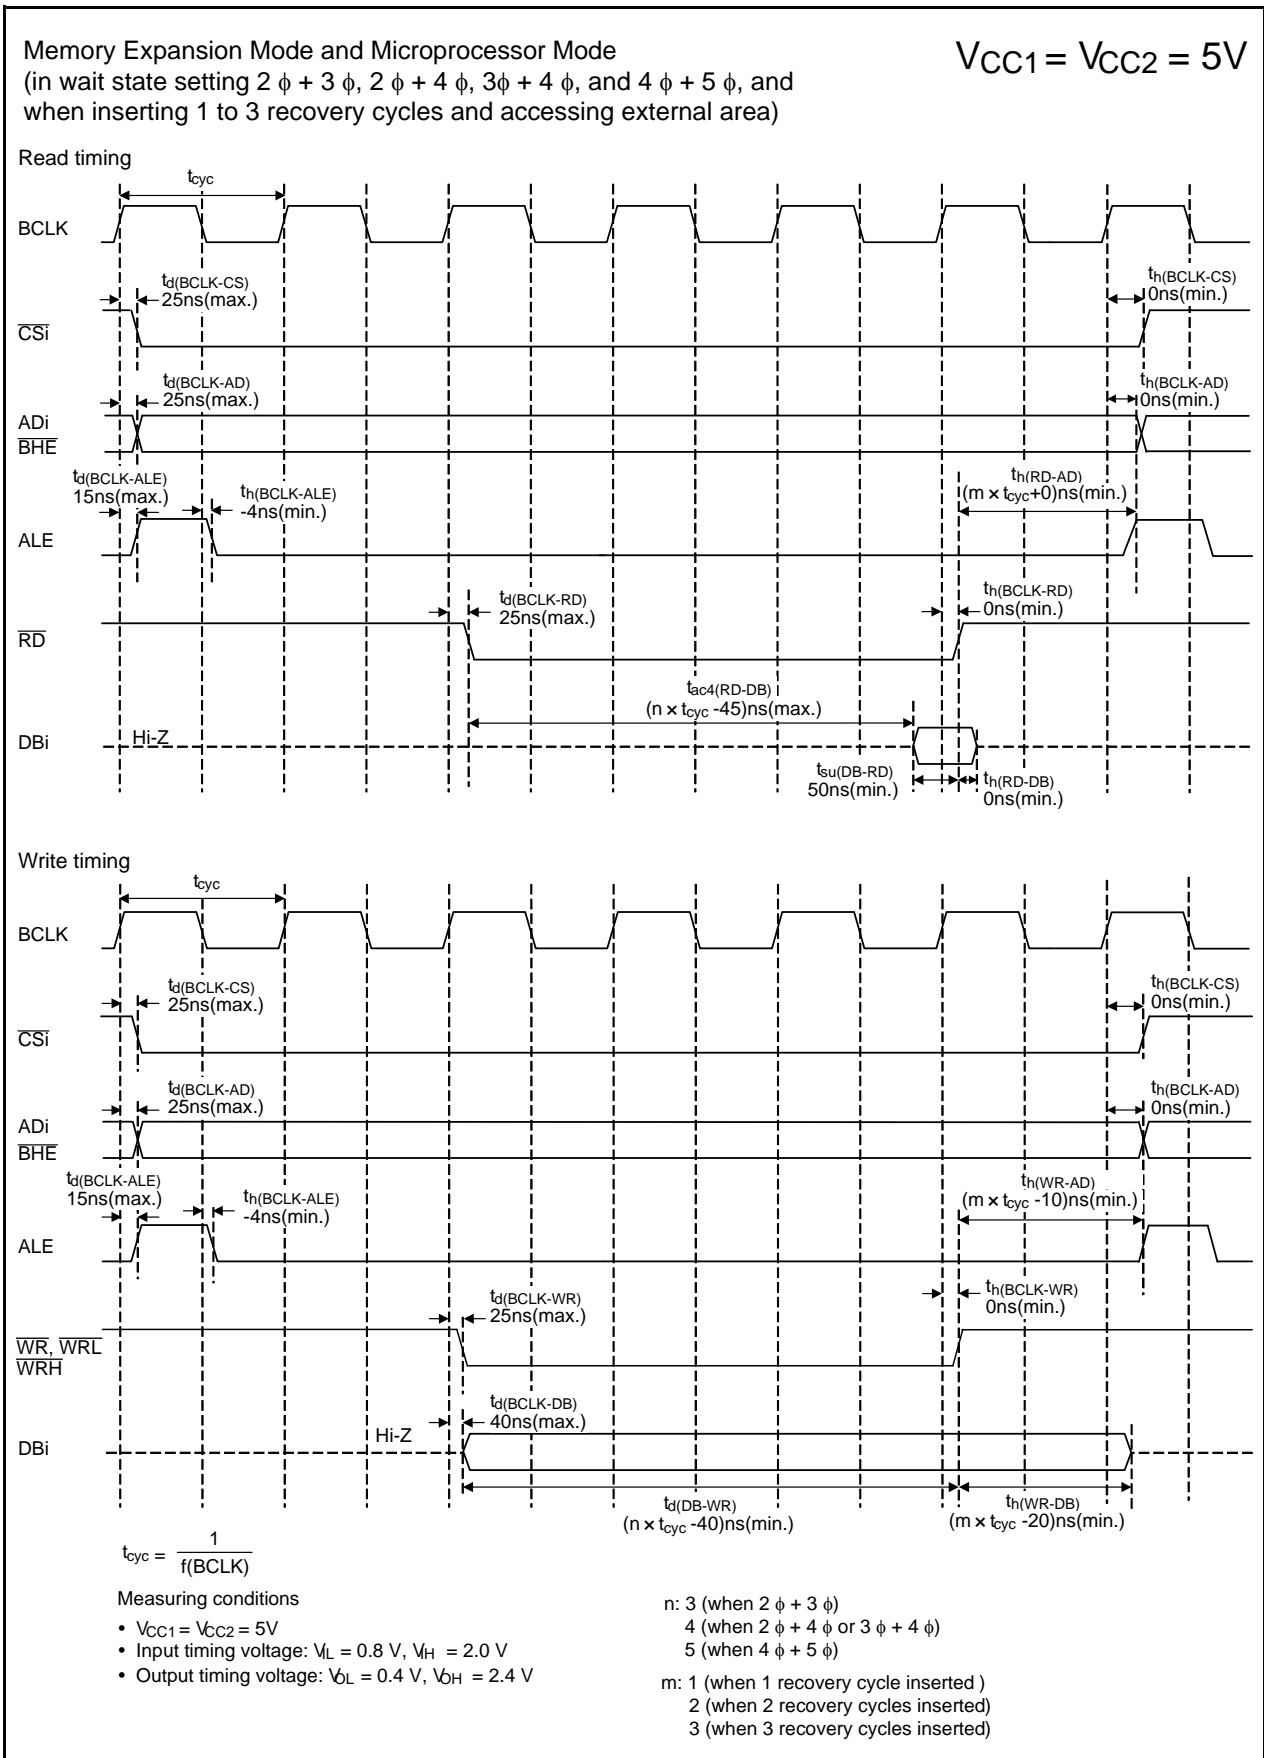 Memory Expansion Mode and Microprocessor Mode
(in wait state setting 2 ϕ + 3 ϕ, 2 ϕ + 4 ϕ, 3ϕ + 4 ϕ, and 4 ϕ + 5 ϕ, and
when inserting 1 to 3 recovery cycles and accessing external area)
VCC1 = VCC2 = 5V
Read timing
tcyc
BCLK
td(BCLK-CS)
25ns(max.)
th(BCLK-CS)
0ns(min.)
CSi
td(BCLK-AD)
25ns(max.)
th(BCLK-AD)
0ns(min.)
ADi
BHE
td(BCLK-ALE)
15ns(max.)
th(BCLK-ALE)
-4ns(min.)
th(RD-AD)
(m × tcyc+0)ns(min.)
ALE
td(BCLK-RD)
25ns(max.)
th(BCLK-RD)
0ns(min.)
RD
tac4(RD-DB)
(n × tcyc -45)ns(max.)
DBi
Hi-Z
tsu(DB-RD)
50ns(min.)
th(RD-DB)
0ns(min.)
Write timing
tcyc
BCLK
td(BCLK-CS)
25ns(max.)
th(BCLK-CS)
0ns(min.)
CSi
td(BCLK-AD)
25ns(max.)
th(BCLK-AD)
0ns(min.)
ADi
BHE
td(BCLK-ALE)
15ns(max.)
th(BCLK-ALE)
-4ns(min.)
th(WR-AD)
(m × tcyc -10)ns(min.)
ALE
td(BCLK-WR)
25ns(max.)
th(BCLK-WR)
0ns(min.)
WR, WRL
WRH
td(BCLK-DB)
40ns(max.)
Hi-Z
DBi
td(DB-WR)
(n × tcyc -40)ns(min.)
th(WR-DB)
(m × tcyc -20)ns(min.)
tcyc = 1
f(BCLK)
Measuring conditions
• VCC1 = VCC2 = 5V
• Input timing voltage: VIL = 0.8 V, VIH = 2.0 V
• Output timing voltage: VOL = 0.4 V, VOH = 2.4 V
n: 3 (when 2 ϕ + 3 ϕ)
4 (when 2 ϕ + 4 ϕ or 3 ϕ + 4 ϕ)
5 (when 4 ϕ + 5 ϕ)
m: 1 (when 1 recovery cycle inserted )
2 (when 2 recovery cycles inserted)
3 (when 3 recovery cycles inserted)